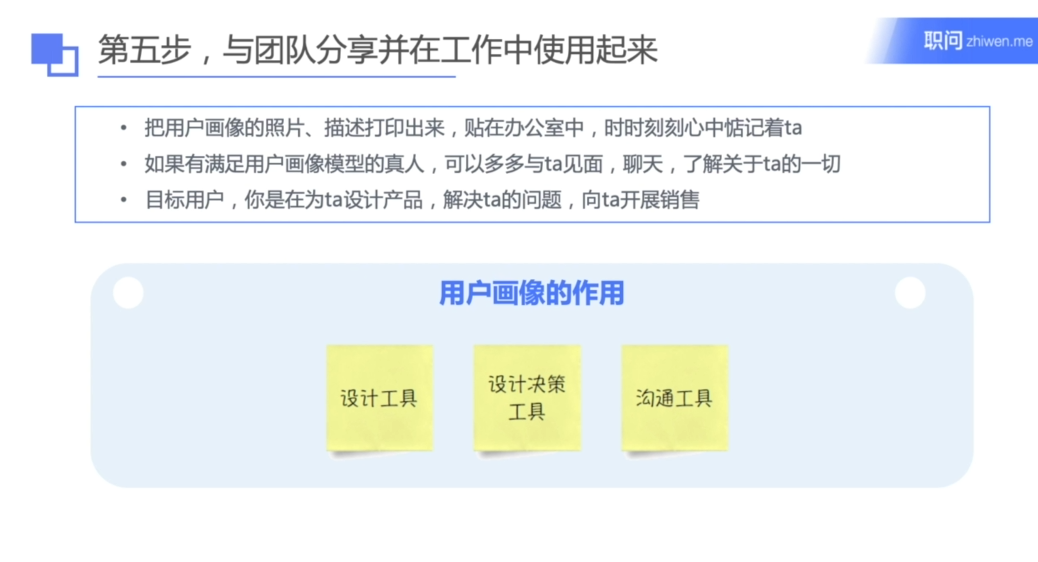 第五步，与团队分享并在工作中使用起来
职问 zhiwen.me
• 把用户画像的照片、描述打印出来，贴在办公室中，时时刻刻心中惦记着ta
• 如果有满足用户画像模型的真人，可以多多与ta见面，聊天，了解关于ta的一切
• 目标用户，你是在为ta设计产品，解决ta的问题，向ta开展销售
用户画像的作用
设计工具
设计决策
工具
沟通工具